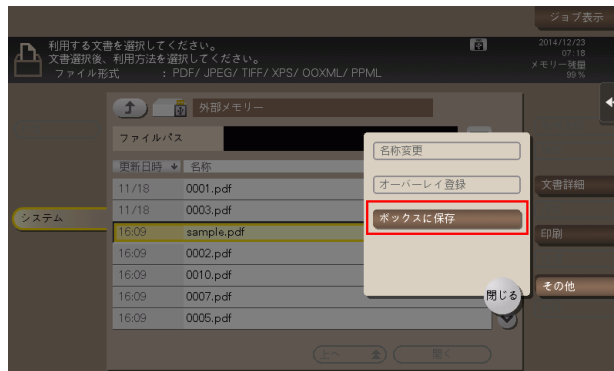 ジョブ表示
利用する文書を選択してください。
文書選択後、利用方法を選択してください。
ファイル形式 : PDF/ JPEG/ TIFF/ XPS/ OOXML/ PPML
2014/12/23
07:18
メモリー残量
99%
外部メモリー
ファイルパス
更新日時 名称
11/18 0001.pdf
11/18 0003.pdf
16:09 sample.pdf
16:09 0002.pdf
16:09 0010.pdf
16:09 0007.pdf
16:09 0005.pdf
システム
名称変更
オーバーレイ登録
ボックスに保存
閉じる
文書詳細
印刷
その他
上へ
開く